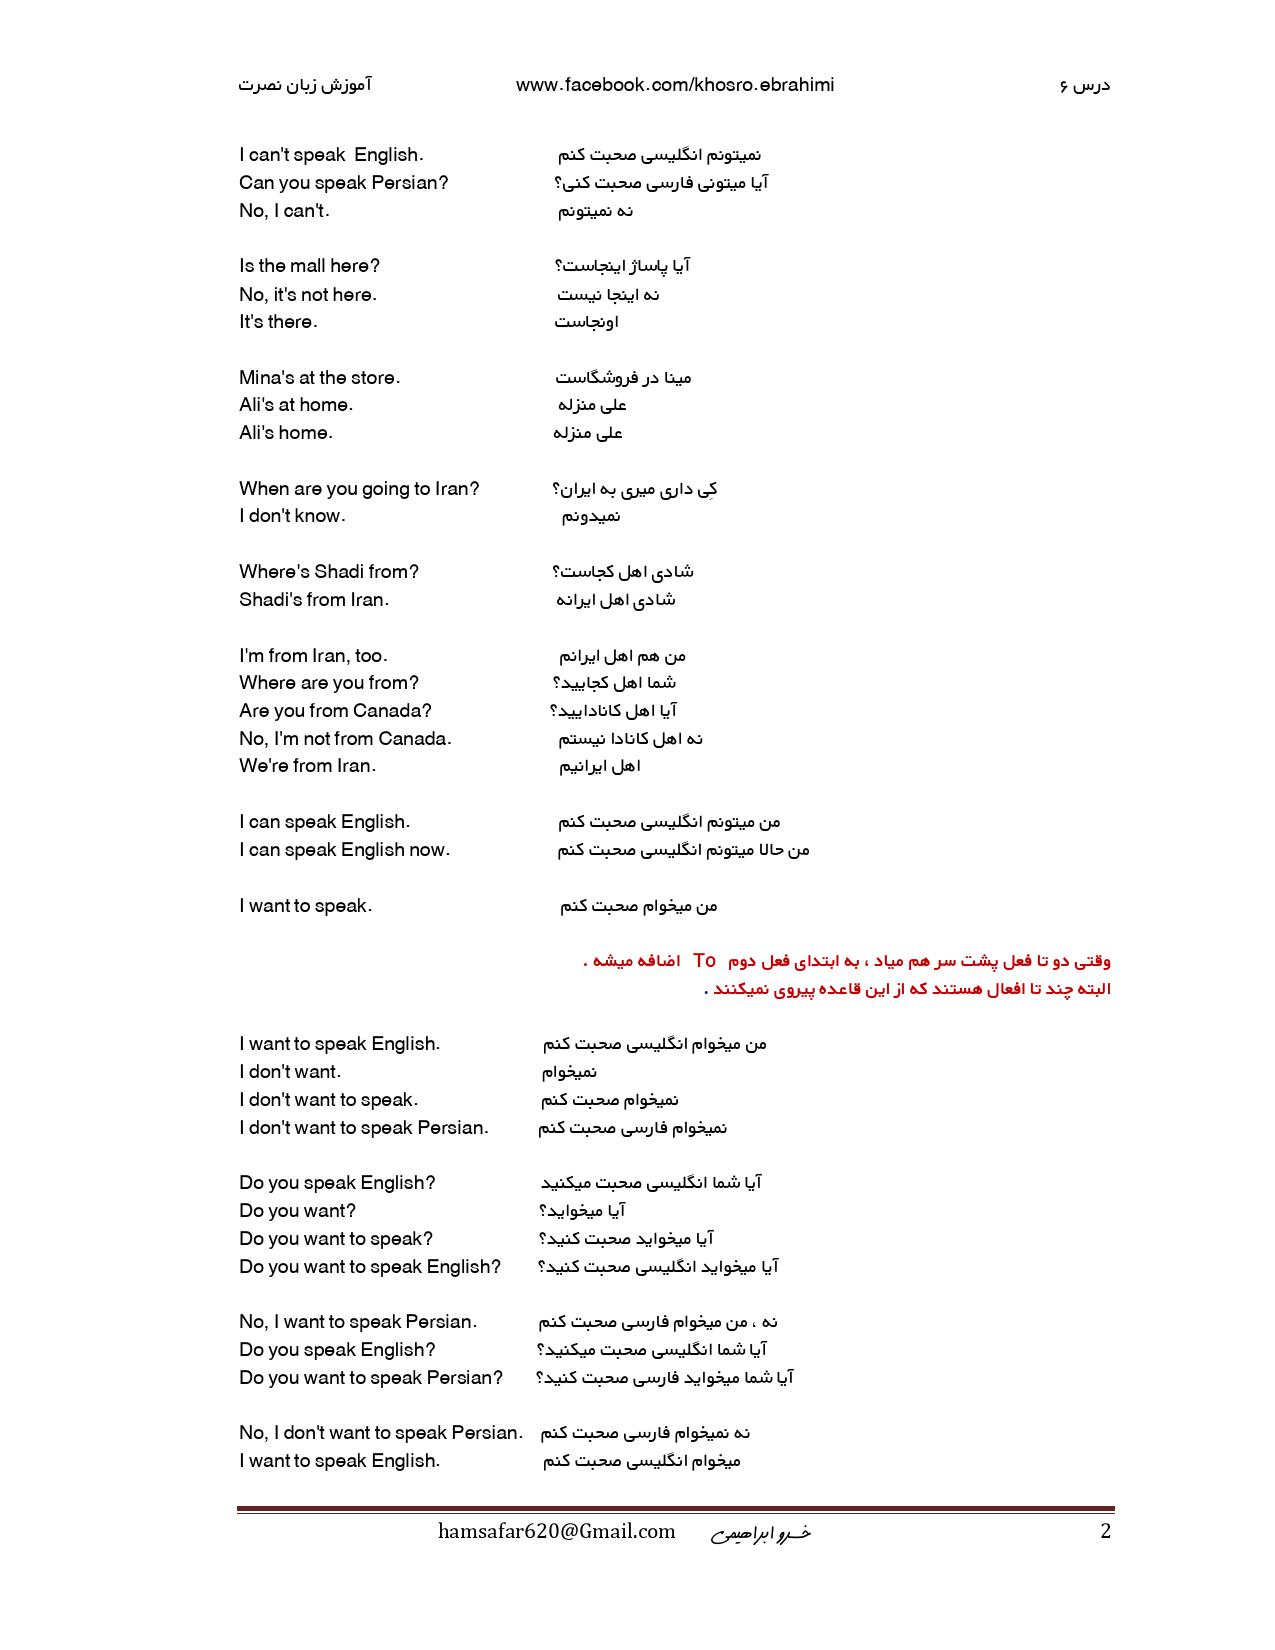 درس ۶ www.facebook.com/khosro.ebrahimi آموزش زبان نصرت
I can't speak English. نمیتونم انگلیسی صحبت کنم
Can you speak Persian? آیا میتونی فارسی صحبت کنی؟
No, I can't. نه نمیتونم
Is the mall here? آیا پاساژ اینجاست؟
No, it's not here. نه اینجا نیست
It's there. اونجاست
Mina's at the store. مینا در فروشگاست
Ali's at home. علی منزله
Ali's home. علی منزله
When are you going to Iran? کِی داری میری به ایران؟
I don't know. نمیدونم
Where's Shadi from? شادی اهل کجاست؟
Shadi's from Iran. شادی اهل ایرانه
I'm from Iran, too. من هم اهل ایرانم
Where are you from? شما اهل کجایید؟
Are you from Canada? آیا اهل کانادایید؟
No, I'm not from Canada. نه اهل کانادا نیستم
We're from Iran. اهل ایرانیم
I can speak English. من میتونم انگلیسی صحبت کنم
I can speak English now. من حالا میتونم انگلیسی صحبت کنم
I want to speak. من میخوام صحبت کنم
وقتی دو تا فعل پشت سر هم میاد ، به ابتدای فعل دوم To اضافه میشه .
البته چند تا افعال هستند که از این قاعده پیروی نمیکنند .
I want to speak English. من میخوام انگلیسی صحبت کنم
I don't want. نمیخوام
I don't want to speak. نمیخوام صحبت کنم
I don't want to speak Persian. نمیخوام فارسی صحبت کنم
Do you speak English? آیا شما انگلیسی صحبت میکنید
Do you want? آیا میخواید؟
Do you want to speak? آیا میخواید صحبت کنید؟
Do you want to speak English? آیا میخواید انگلیسی صحبت کنید؟
No, I want to speak Persian. نه ، من میخوام فارسی صحبت کنم
Do you speak English? آیا شما انگلیسی صحبت میکنید؟
Do you want to speak Persian? آیا شما میخواید فارسی صحبت کنید؟
No, I don't want to speak Persian. نه نمیخوام فارسی صحبت کنم
I want to speak English. میخوام انگلیسی صحبت کنم
hamsafar620@Gmail.com خسرو ابراهیمی 2